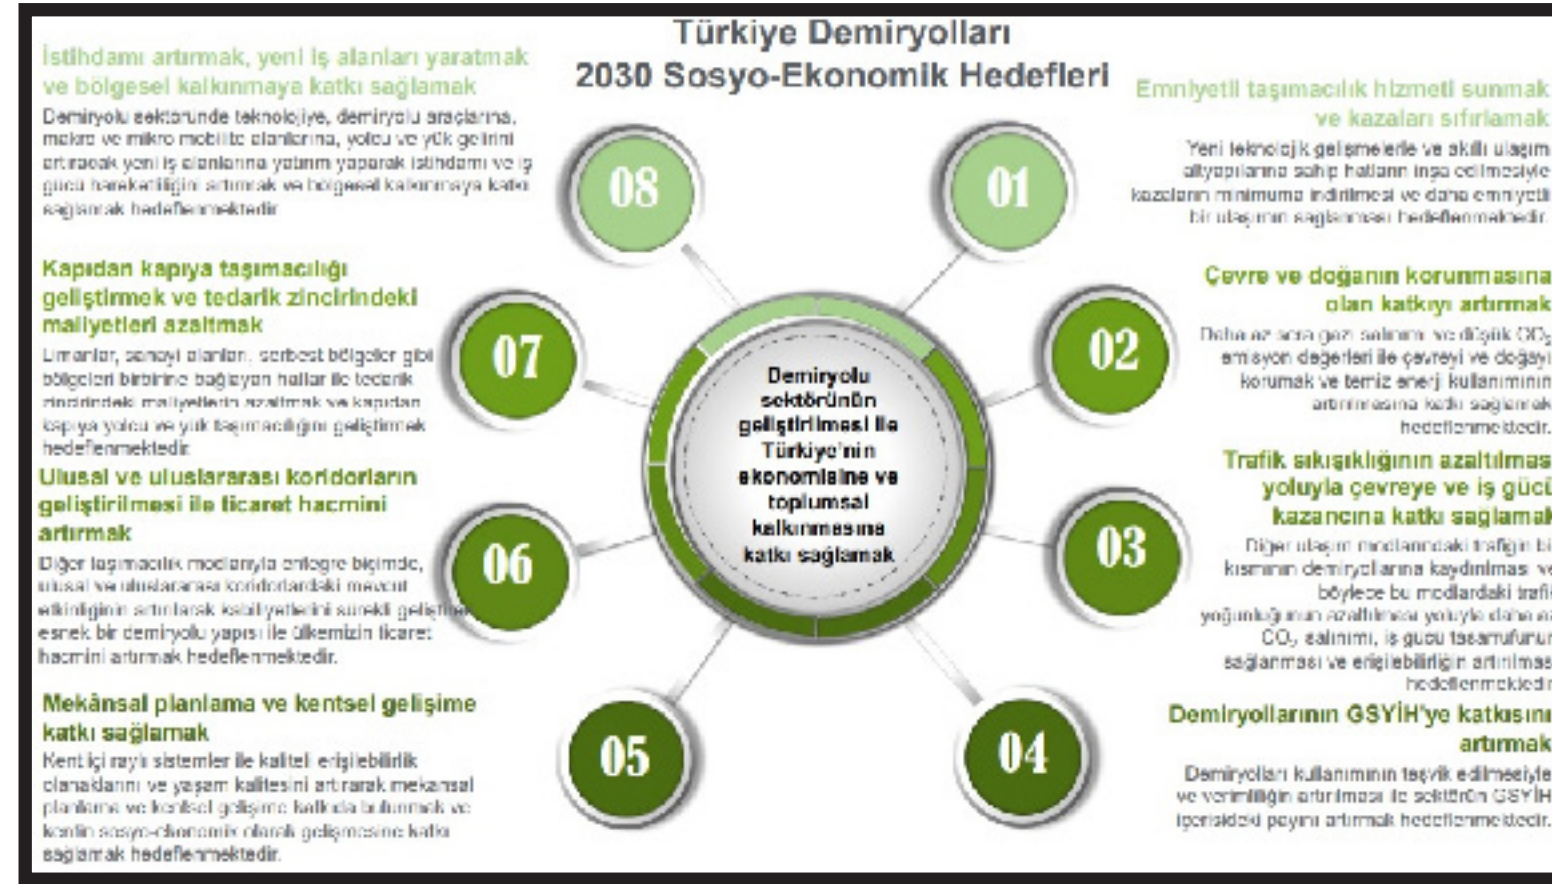 Türkiye Demiryolları
2030 Sosyo-Ekonomik Hedefleri
İstihdamı artırmak, yeni iş alanları yaratmak
ve bölgesel kalkınmaya katkı sağlamak
Demiryolu sektöründe teknolojiye, demiryolu araçlarına,
makro ve mikro mobilite alanlarına, yolcu ve yük gelirini
artıracak yeni iş alanlarına yatırım yaparak istihdamı ve iş
gücü hareketliliğini artırmak ve bölgesel kalkınmaya katkı
sağlamak hedeflenmektedir
08
Kapıdan kapıya taşımacılığı
geliştirmek ve tedarik zincirindeki
maliyetleri azaltmak
Limanlar, sanayi alanları, serbest bölgeler gibi
bölgeleri birbirine bağlayan hatlar ile tedarik
zincirindeki maliyetlerin azaltmak ve kapıdan
kapıya yolcu ve yük taşımacılığını geliştirmek
hedeflenmektedir
07
Ulusal ve uluslararası koridorların
geliştirilmesi ile ticaret hacmini
artırmak
Diğer taşımacılık modlarıyla entegre biçimde,
ulusal ve uluslararası koridorlardaki mevcut
etkinliğinin artırılarak kabiliyetlerini sürekli
esnek bir demiryolu yapısı ile ülkemizin ticaret
hacmini artırmak hedeflenmektedir.
06
Mekânsal planlama ve kentsel gelişime
katkı sağlamak
Kent içi raylı sistemler ile kaliteli erişilebilirlik
olanaklarını ve yaşam kalitesini artırarak mekansal
planlama ve kentsel gelişime katkıda bulunmak ve
kentin sosyo-ekonomik olarak gelişmesine katkı
sağlamak hedeflenmektedir.
05
Demiryolu
sektörünün
geliştirilmesi ile
Türkiye'nin
ekonomisine ve
toplumsal
kalkınmasına
katkı sağlamak
01
Emniyetli taşımacılık hizmeti sunmak
ve kazaları sıfırlamak
Yeni teknolojik gelişmelerle ve akıllı ulaşım
altyapılarına sahip hatların inşa edilmesiyle
kazaların minimuma indirilmesi ve daha emniyetli
bir ulaşımın sağlanması hedeflenmektedir.
02
Çevre ve doğanın korunmasına
olan katkıyı artırmak
Daha az sera gazı salınımı ve düşük CO₂
emisyon değerleri ile çevreyi ve doğayı
korumak ve temiz enerji kullanımının
artırılmasına katkı sağlamak
hedeflenmektedir.
03
Trafik sıkışıklığının azaltılmas
yoluyla çevreye ve iş gücü
kazancına katkı sağlamak
Diğer ulaşım modlarındaki trafiğin bi
kısmının demiryollarına kaydırılması ve
böylece bu modlardaki trafik
yoğunluğunun azaltılması yoluyla daha az
CO₂ salınımı, iş gücü tasarrufunun
sağlanması ve erişilebilirliğin artırılmas
hedeflenmektedir
04
Demiryollarının GSYİH'ye katkısını
artırmak
Demiryolları kullanımının teşvik edilmesiyle
ve verimliliğin artırılması ile sektörün GSYİH
içerisideki payını artırmak hedeflenmektedir.